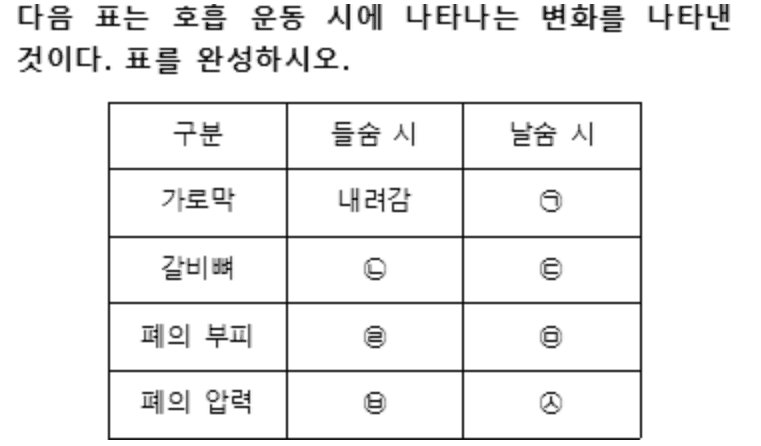 다음 표는 호흡 운동 시에 나타나는 변화를 나타낸
것이다. 표를 완성하시오.
구분 들숨 시 날숨 시
가로막 내려감 ㉠
갈비뼈 ㉡ ㉢
폐의 부피 ㉣ ㉤
폐의 압력 ㉥ ㉦